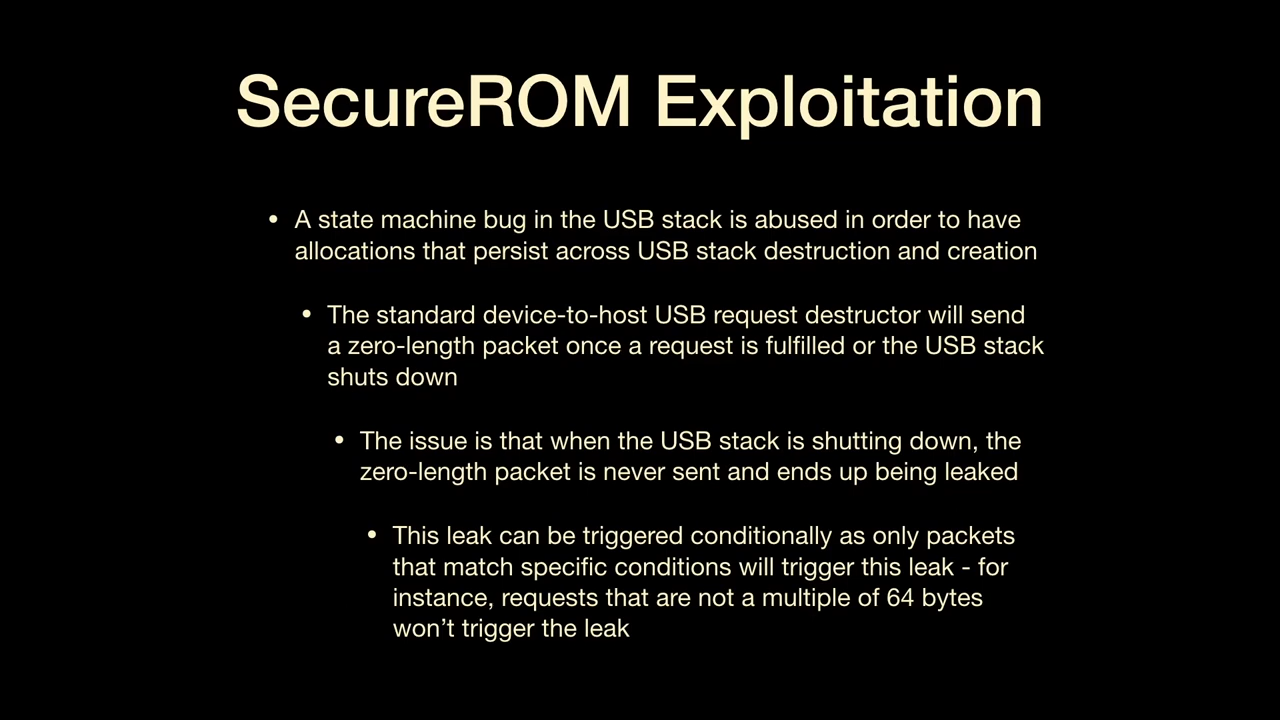 SecureROM Exploitation
• A state machine bug in the USB stack is abused in order to have
allocations that persist across USB stack destruction and creation
• The standard device-to-host USB request destructor will send
a zero-length packet once a request is fulfilled or the USB stack
shuts down
• The issue is that when the USB stack is shutting down, the
zero-length packet is never sent and ends up being leaked
• This leak can be triggered conditionally as only packets
that match specific conditions will trigger this leak - for
instance, requests that are not a multiple of 64 bytes
won’t trigger the leak